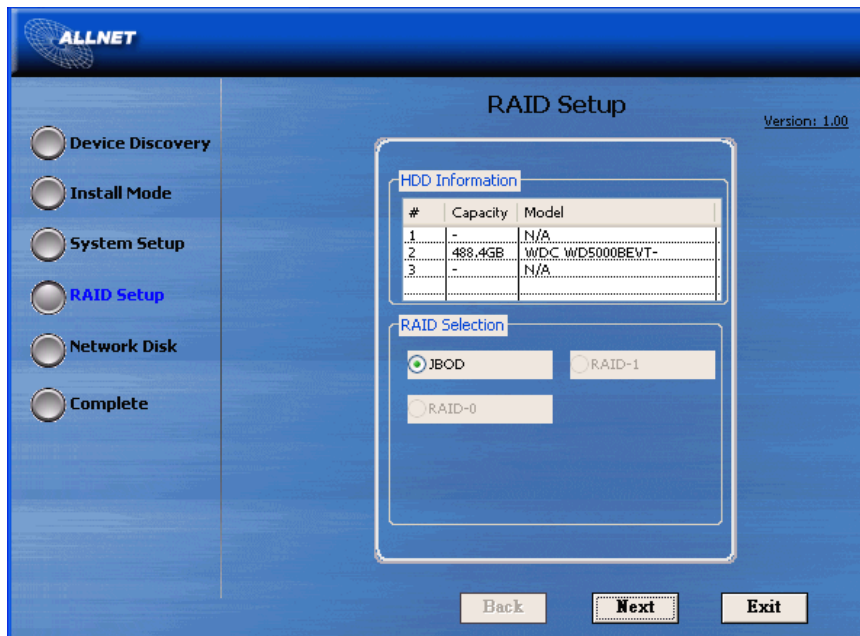 ALLNET
RAID Setup
Version: 1.00
Device Discovery
Install Mode
System Setup
RAID Setup
Network Disk
Complete
HDD Information
# Capacity Model
1 - N/A
2 488.4GB WDC WD5000BEVT-
3 - N/A
RAID Selection
JBOD RAID-1
RAID-0
Back Next Exit